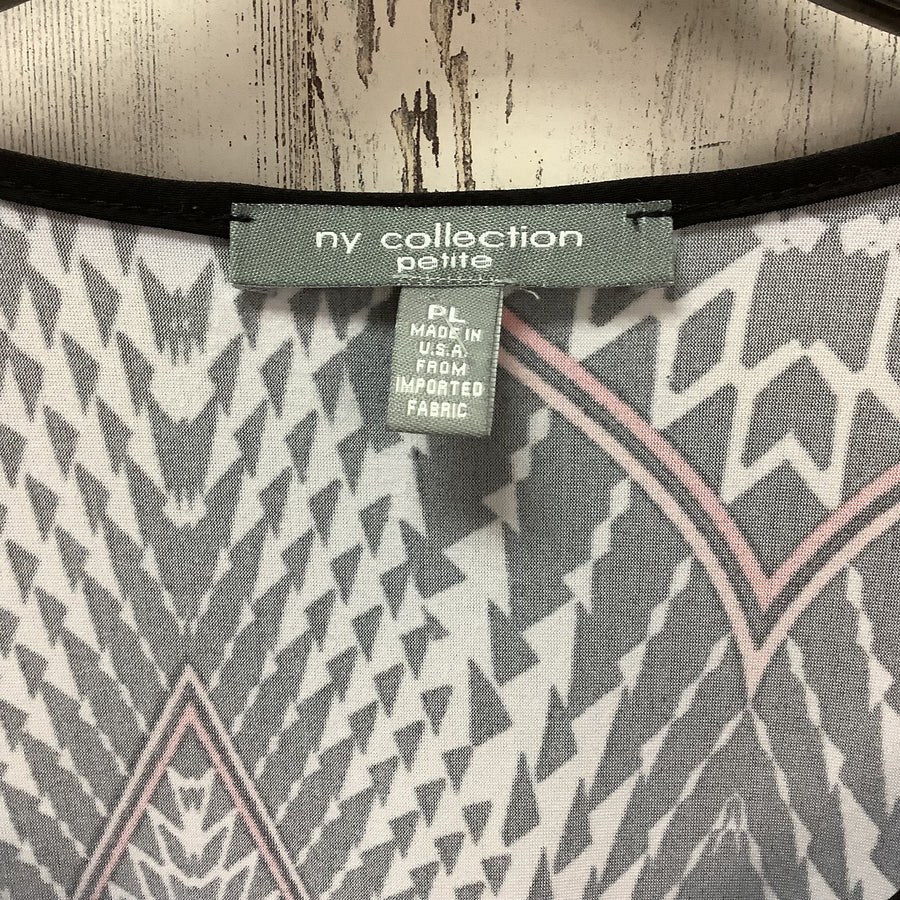 ny collection
petite
PL
MADE IN
U.S.A.
FROM
IMPORTED
FABRIC